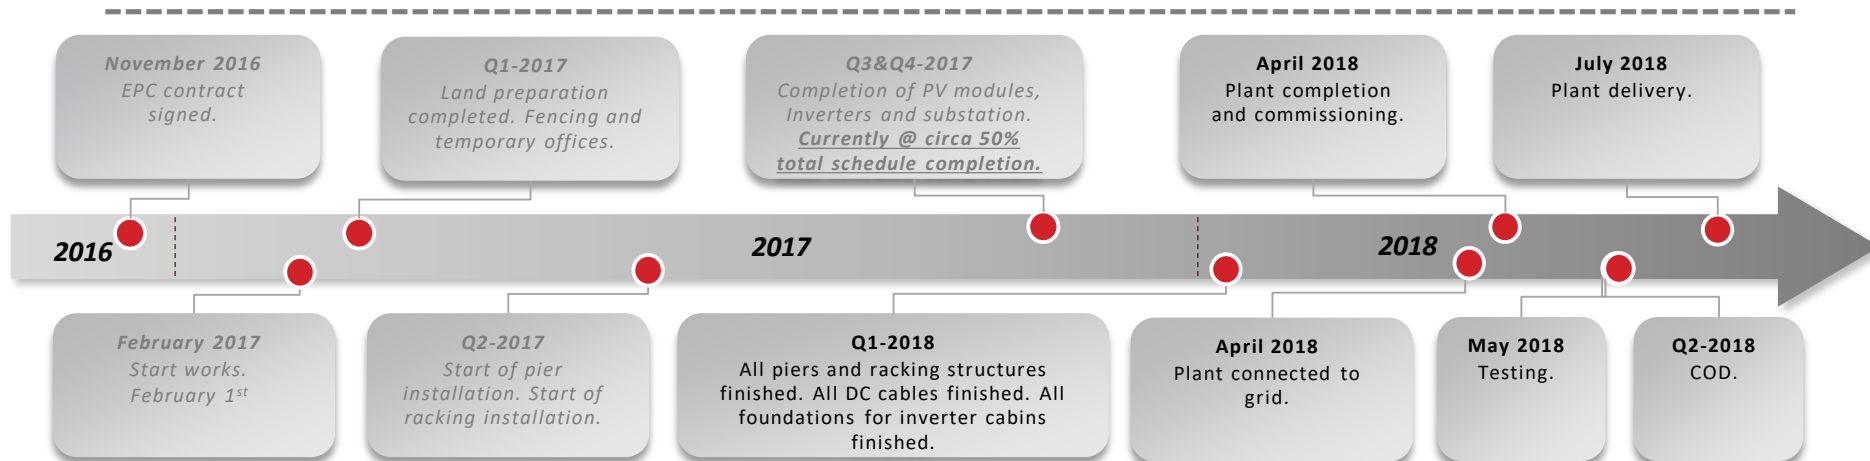 November 2016
EPC contract
signed.
Q1-2017
Land preparation
completed. Fencing and
temporary offices.
Q3&Q4-2017
Completion of PV modules,
Inverters and substation.
Currently @ circa 50%
total schedule completion.
April 2018
Plant completion
and commissioning.
July 2018
Plant delivery.
2016
2017
2018
February 2017
Start works.
February 1st
Q2-2017
Start of pier
installation. Start of
racking installation.
Q1-2018
All piers and racking structures
finished. All DC cables finished. All
foundations for inverter cabins
finished.
April 2018
Plant connected to
grid.
May 2018
Testing.
Q2-2018
COD.